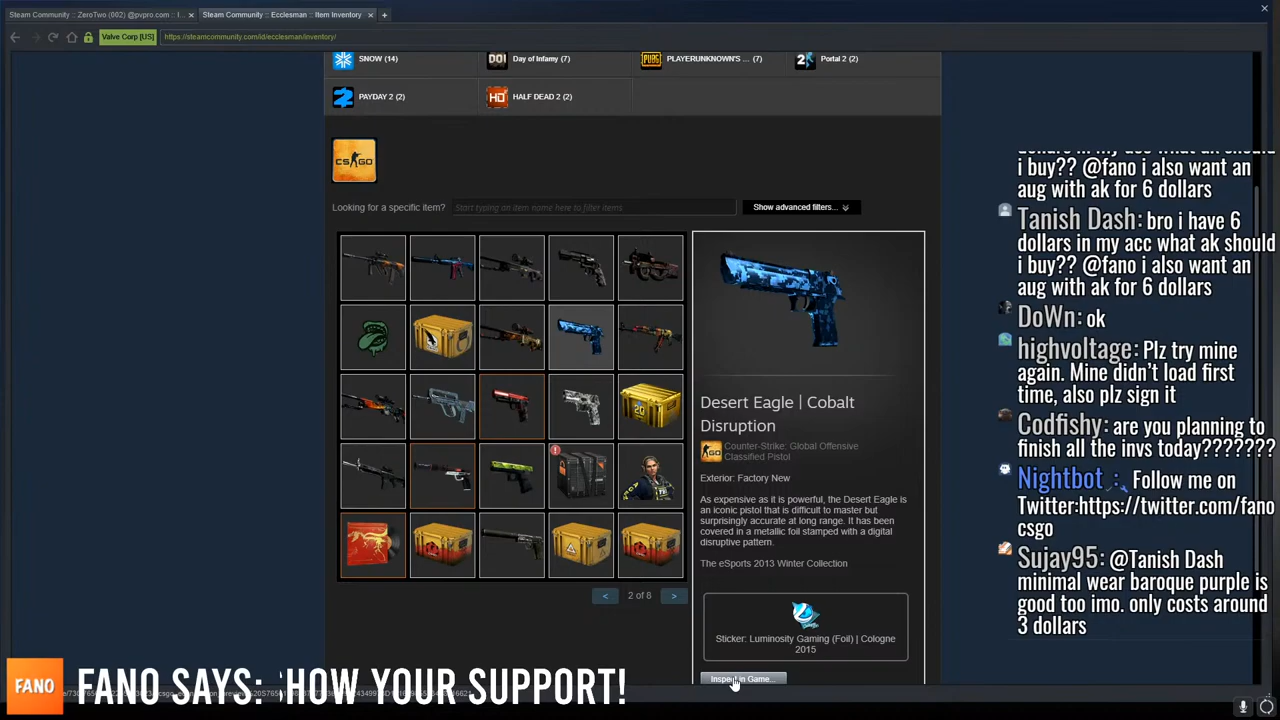 Steam Community :: ZeroTwo (002) @pvpro.com :: I...
Steam Community :: Ecclesman :: Item Inventory
Valve Corp [US]
https://steamcommunity.com/id/ecclesman/inventory/
SNOW (14)
Day of Infamy (7)
PLAYERUNKNOWN'S ... (7)
Portal 2 (2)
PAYDAY 2 (2)
HALF DEAD 2 (2)
CS GO
Looking for a specific item?
Start typing an item name here to filter items
Show advanced filters...
2 of 8
Desert Eagle | Cobalt
Disruption
Counter-Strike: Global Offensive
Classified Pistol
Exterior: Factory New
As expensive as it is powerful, the Desert Eagle is
an iconic pistol that is difficult to master but
surprisingly accurate at long range. It has been
covered in a metallic foil stamped with a digital
disruptive pattern.
The eSports 2013 Winter Collection
Sticker: Luminosity Gaming (Foil) | Cologne
2015
Inspect in Game...
dollars in my acc what ak should
i buy?? @fano i also want an
aug with ak for 6 dollars
Tanish Dash: bro i have 6
dollars in my acc what ak should
i buy?? @fano i also want an
aug with ak for 6 dollars
DoWn: ok
highvoltage: Plz try mine
again. Mine didn't load first
time, also plz sign it
Codfishy: are you planning to
finish all the invs today???????
Nightbot : Follow me on
Twitter:https://twitter.com/fano
csgo
Sujay95: @Tanish Dash
minimal wear baroque purple is
good too imo. only costs around
3 dollars
FANO
FANO SAYS: HOW YOUR SUPPORT!